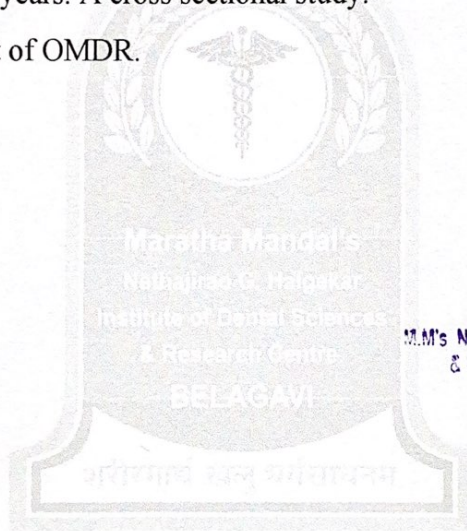 years. A cross sectional study.
of OMDR.
Maratha Mandal's
Nathajirao G. Halgekar
Institute of Dental Sciences
& Research Centre
BELAGAVI
M.M's N
&